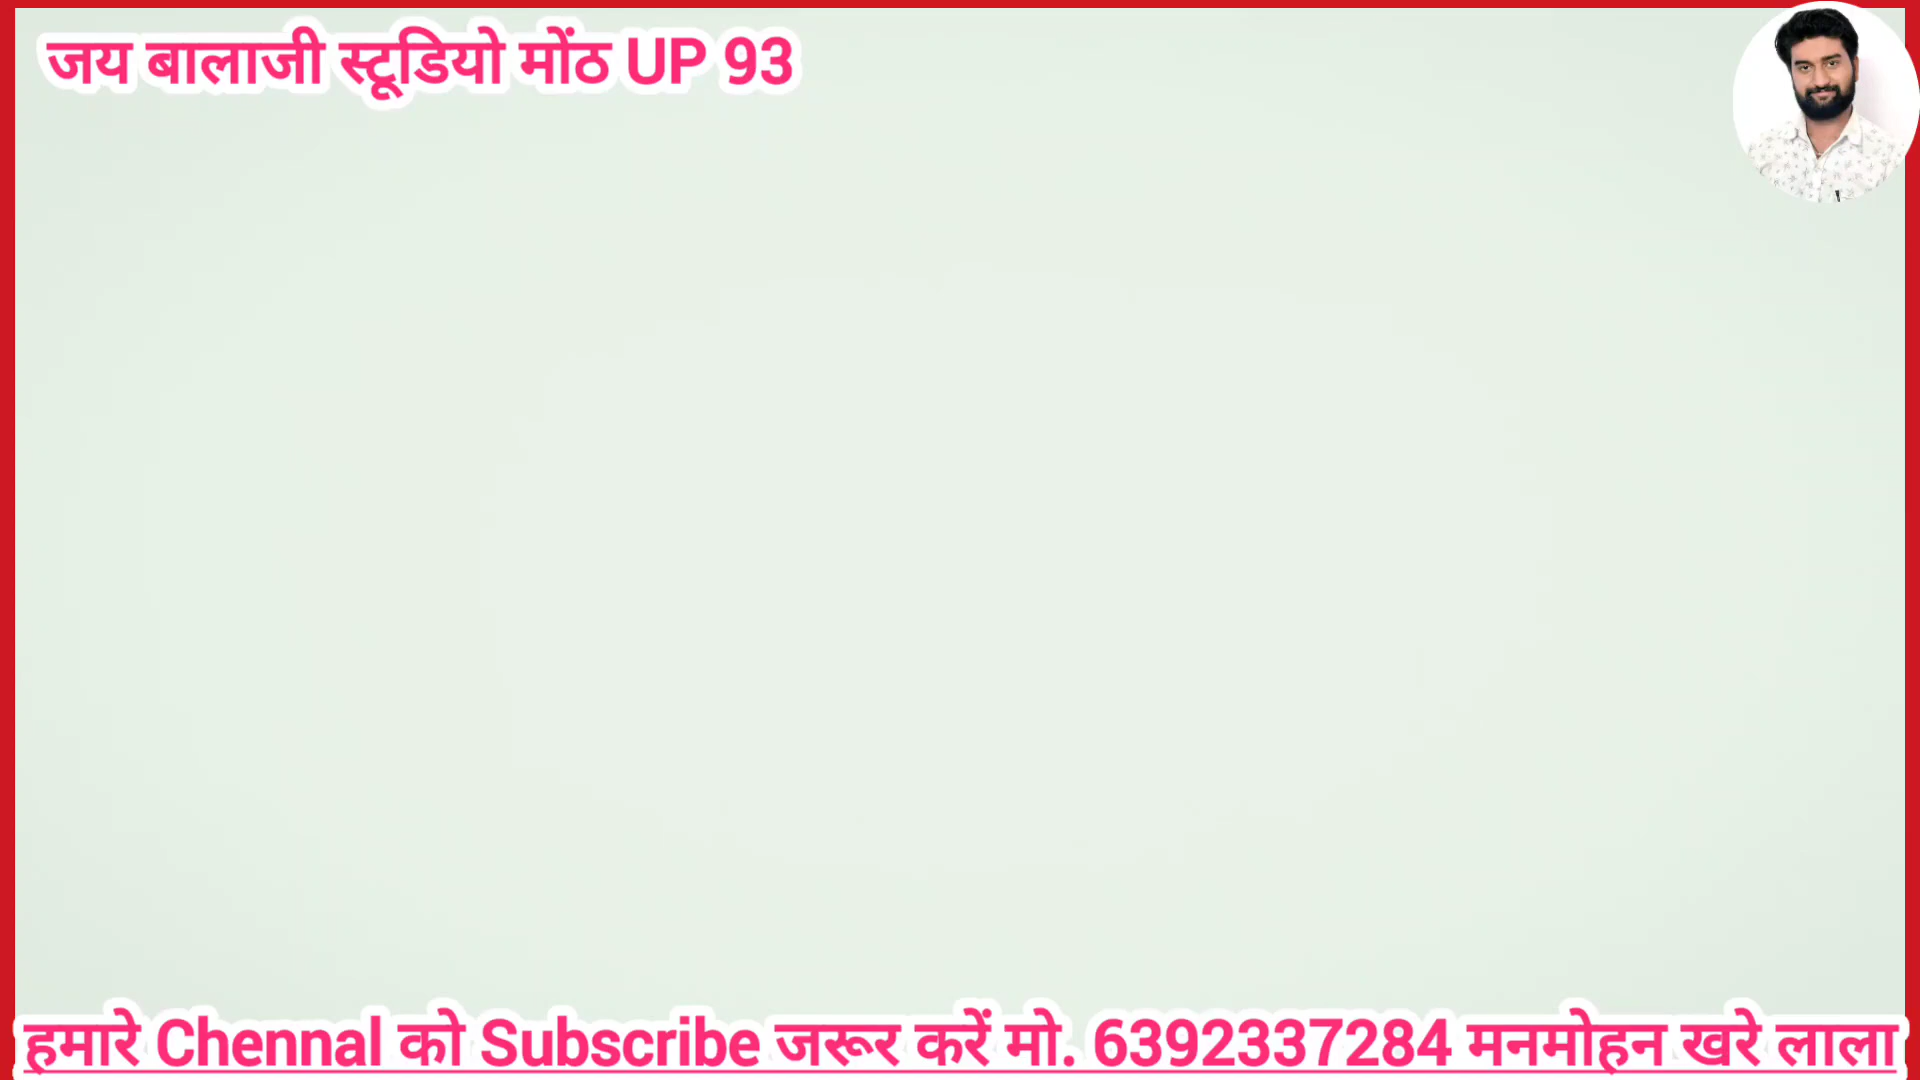 जय बालाजी स्टूडियो मोंठ UP 93
हमारे Chennal को Subscribe जरूर करें मो. 6392337284 मनमोहन खरे लाला